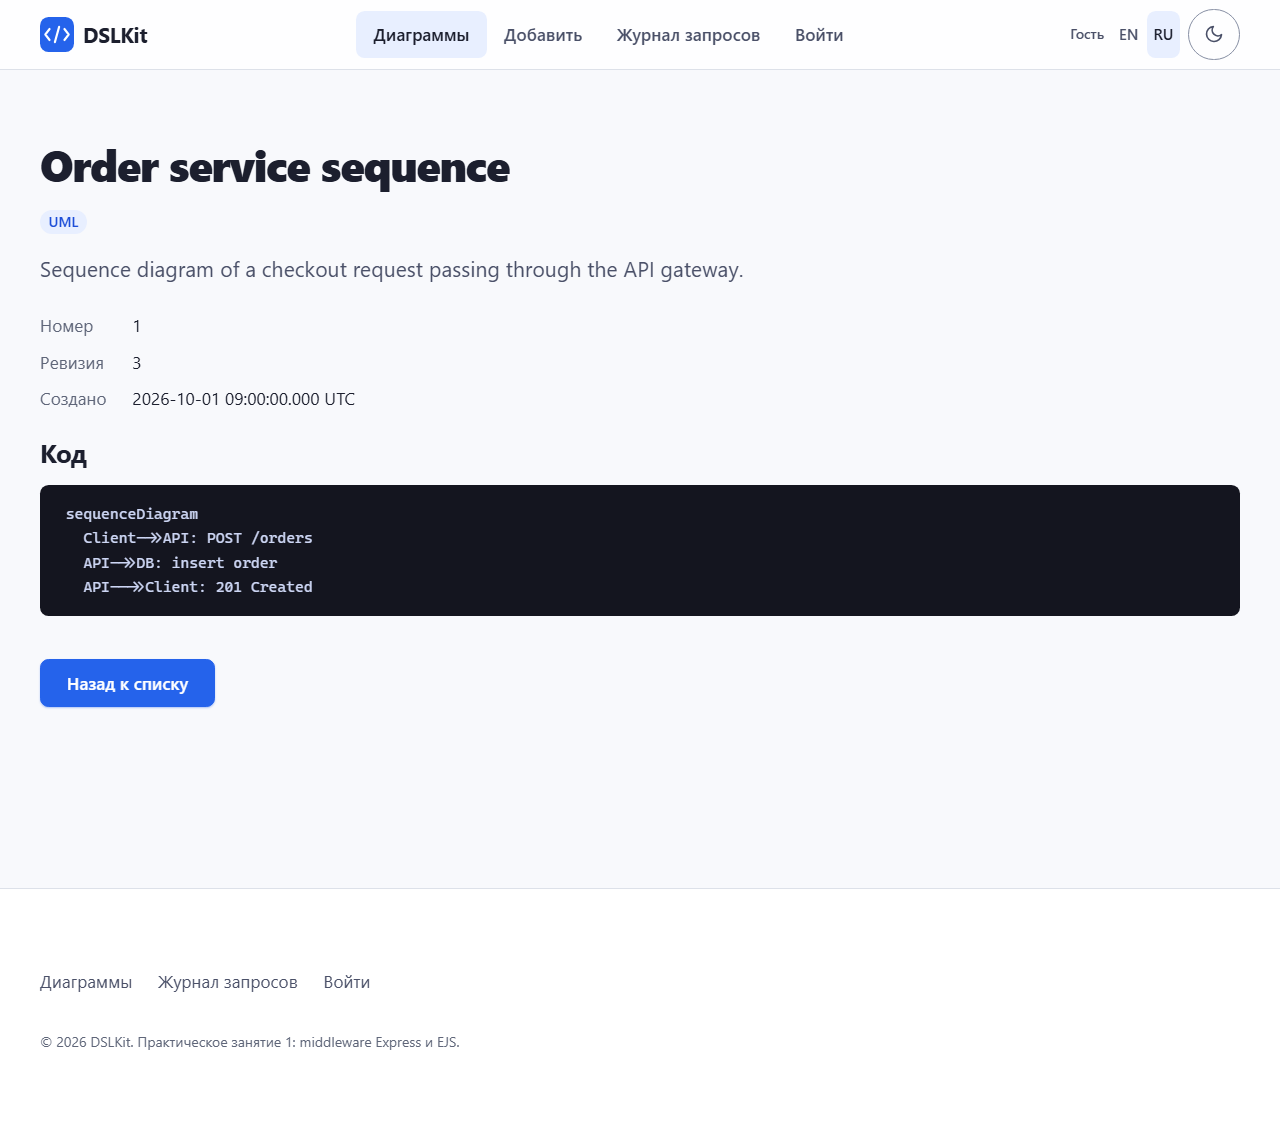 DSLKit
Диаграммы Добавить Журнал запросов Войти
Гость EN RU
Order service sequence
UML
Sequence diagram of a checkout request passing through the API gateway.
Номер 1
Ревизия 3
Создано 2026-10-01 09:00:00.000 UTC
Код
sequenceDiagram
  Client->>API: POST /orders
  API->>DB: insert order
  API-->>Client: 201 Created
Назад к списку
Диаграммы Журнал запросов Войти
© 2026 DSLKit. Практическое занятие 1: middleware Express и EJS.